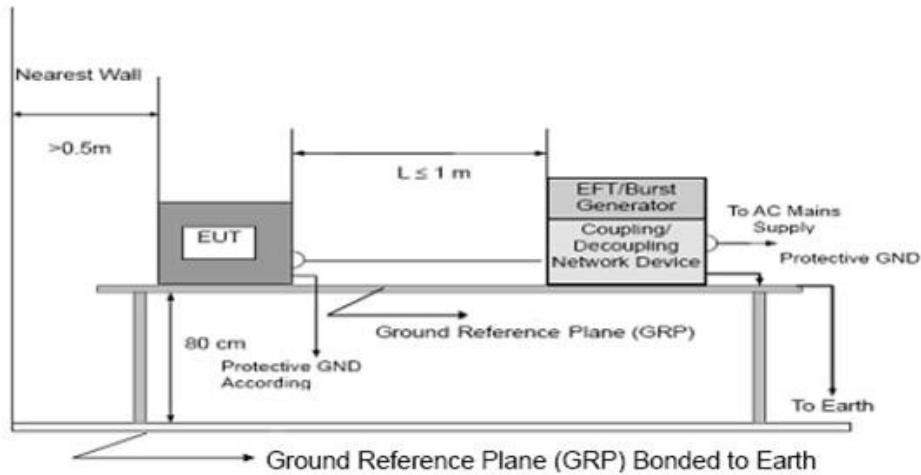 Nearest Wall
>0.5m
L ≤ 1 m
EUT
EFT/Burst
Generator
Coupling/
Decoupling
Network Device
To AC Mains
Supply
Protective GND
Ground Reference Plane (GRP)
80 cm
Protective GND
According
To Earth
Ground Reference Plane (GRP) Bonded to Earth